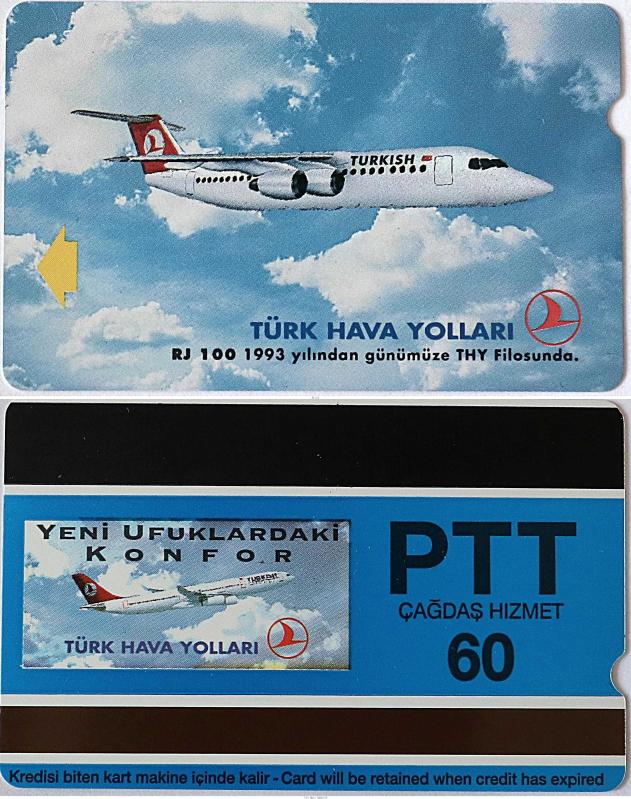 TURKISH
TÜRK HAVA YOLLARI
RJ 100 1993 yılından günümüze THY Filosunda.
YENİ UFUKLARDAKİ
KONFOR
TURKISH
TÜRK HAVA YOLLARI
PTT
ÇAĞDAŞ HIZMET
60
Kredisi biten kart makine içinde kalir - Card will be retained when credit has expired